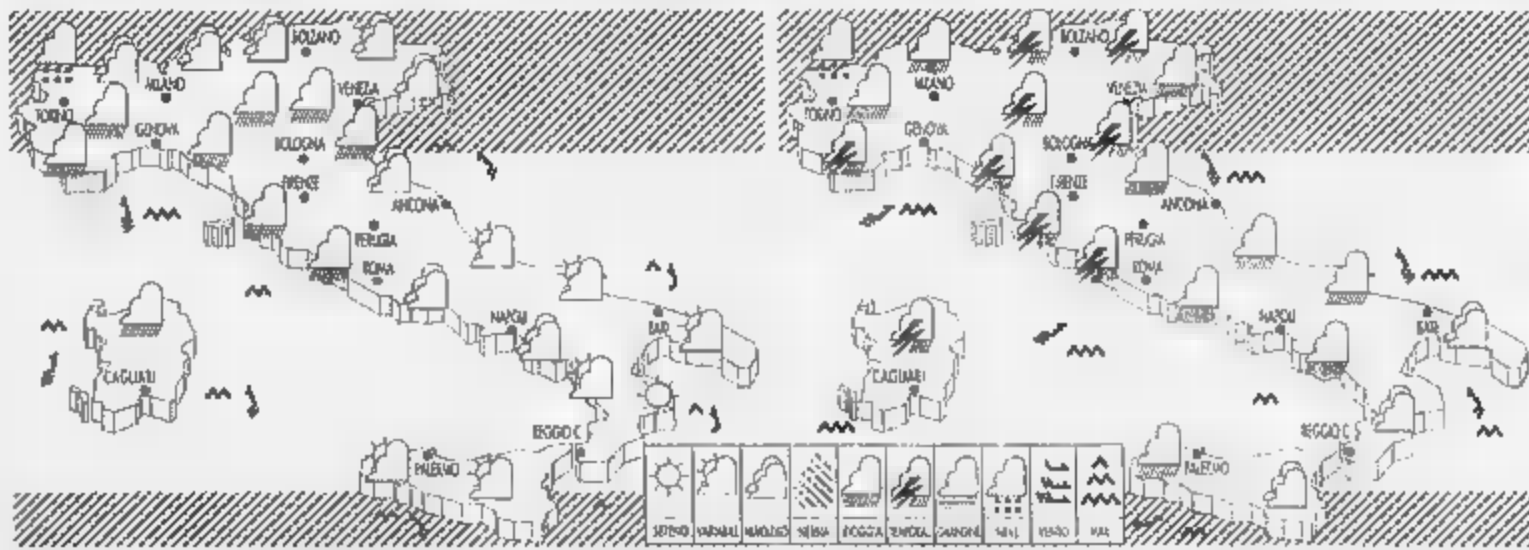 BOLZANO
MILANO
VENEZIA
TORINO
GENOVA
BOLOGNA
FIRENZE
ANCONA
PERUGIA
ROMA
NAPOLI
BARI
CAGLIARI
REGGIO C.
PALERMO
BOLZANO
MILANO
VENEZIA
TORINO
GENOVA
BOLOGNA
FIRENZE
ANCONA
PERUGIA
ROMA
NAPOLI
BARI
CAGLIARI
REGGIO C.
PALERMO
SERENO VARIABILE NUVOLOSO NEBBIA PIOGGIA TEMPORAL. NEVE VENTO MARE